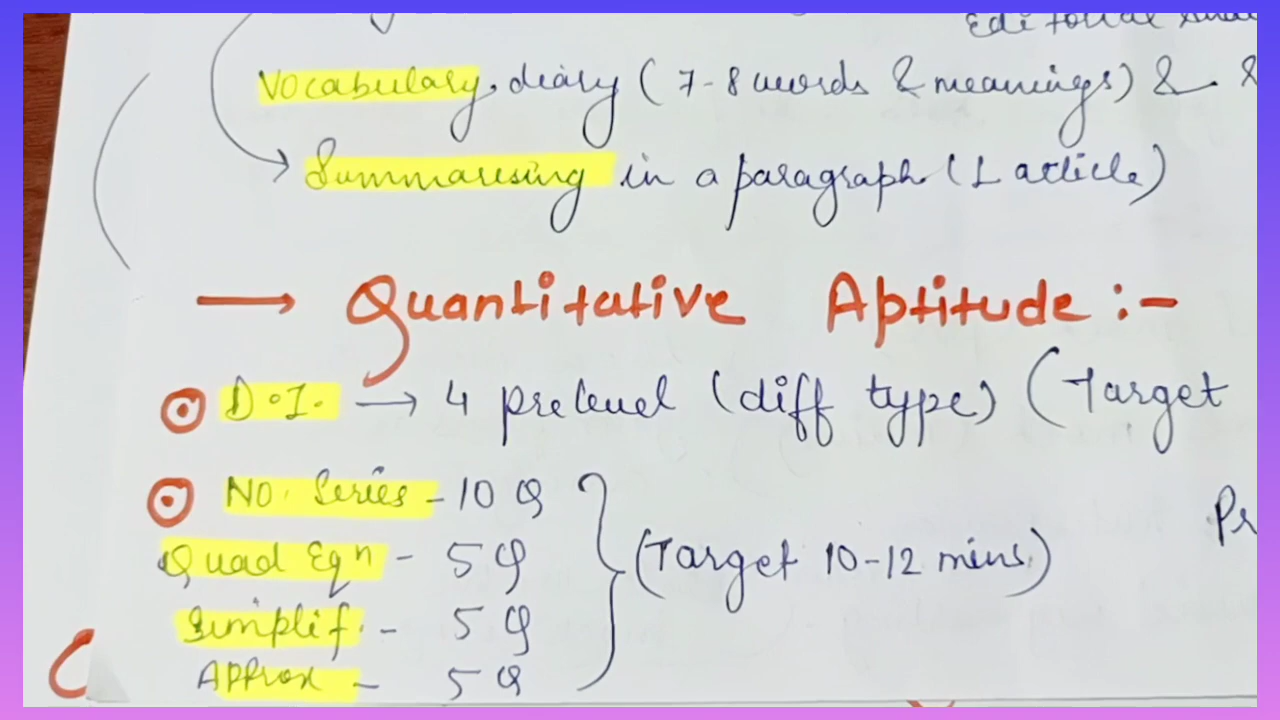 Editorial
Vocabulary diary (7-8 words & meanings) &
Summarising in a paragraph (1 article)
→ Quantitative Aptitude :-
D.I. → 4 prelevel (diff type) (Target
No. Series - 10 Q
Pr
Quad Eqn - 5 Q
(Target 10-12 mins)
Simplif. - 5 Q
Approx - 5 Q